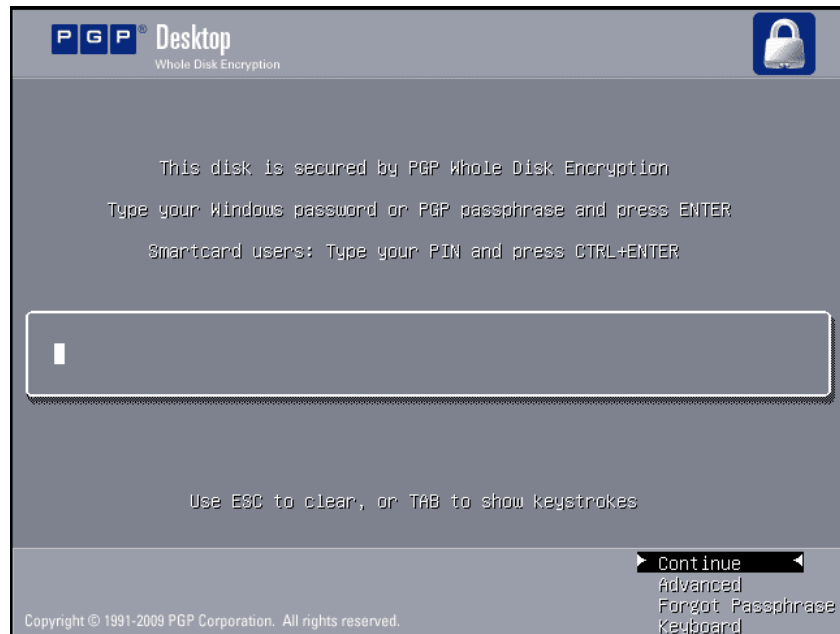 PGP® Desktop
Whole Disk Encryption
This disk is secured by PGP Whole Disk Encryption
Type your Windows password or PGP passphrase and press ENTER
Smartcard users: Type your PIN and press CTRL+ENTER
Use ESC to clear, or TAB to show keystrokes
Continue
Advanced
Forgot Passphrase
Keyboard
Copyright © 1991-2009 PGP Corporation. All rights reserved.